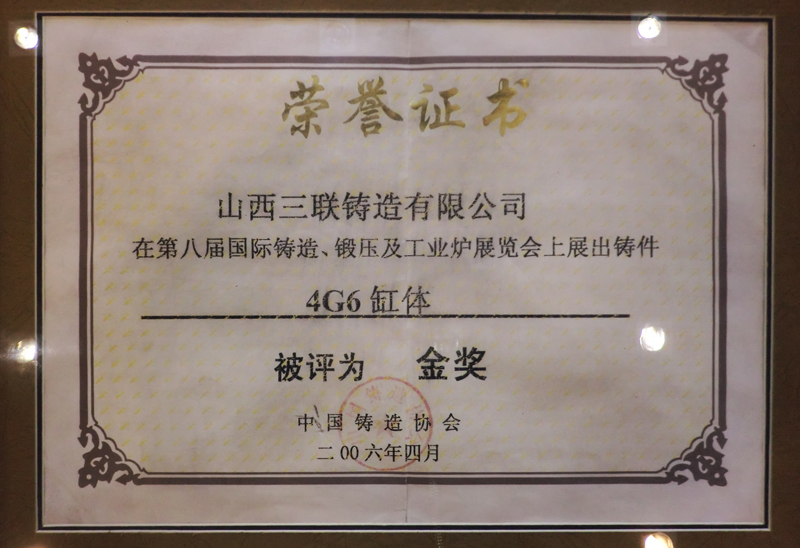 荣誉证书
山西三联铸造有限公司
在第八届国际铸造、锻压及工业炉展览会上展出铸件
4G6 缸体
被评为 金奖
中国铸造协会
二00六年四月